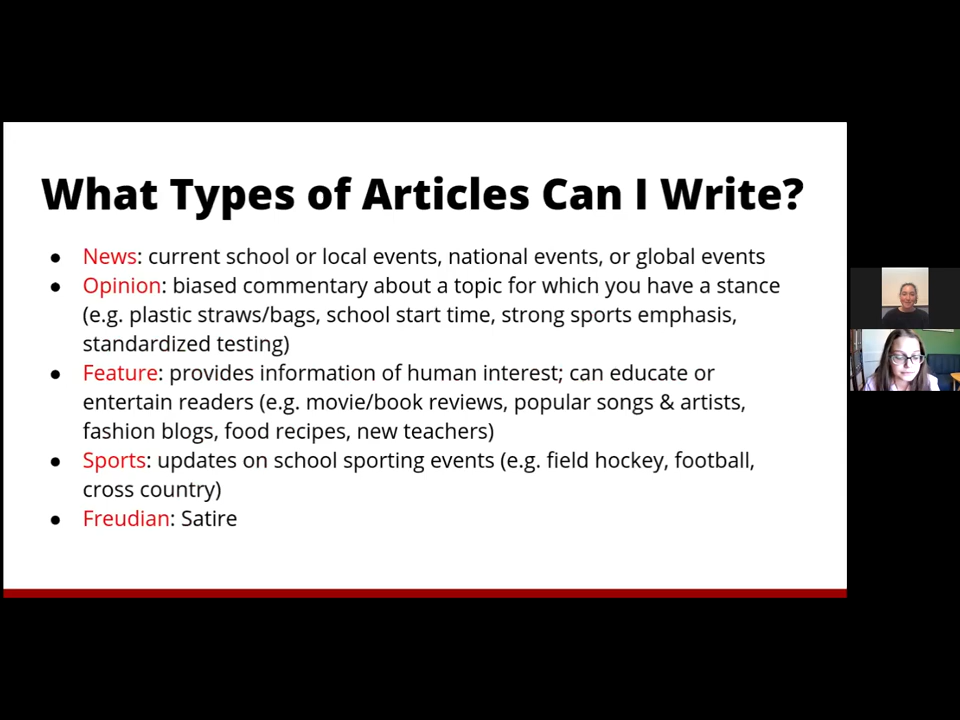 What Types of Articles Can I Write?
● News: current school or local events, national events, or global events
● Opinion: biased commentary about a topic for which you have a stance
(e.g. plastic straws/bags, school start time, strong sports emphasis,
standardized testing)
● Feature: provides information of human interest; can educate or
entertain readers (e.g. movie/book reviews, popular songs & artists,
fashion blogs, food recipes, new teachers)
● Sports: updates on school sporting events (e.g. field hockey, football,
cross country)
● Freudian: Satire